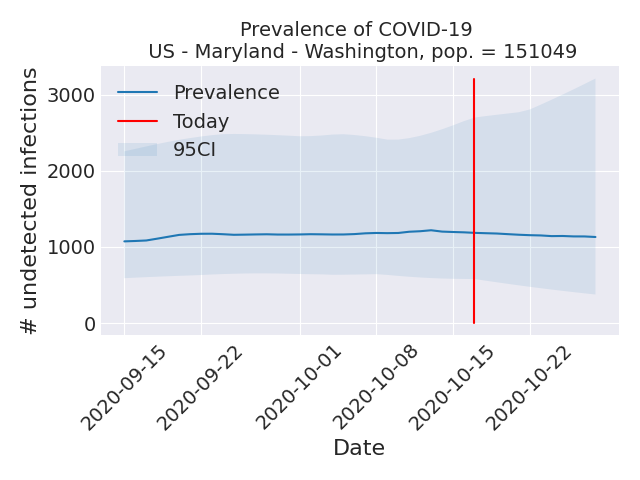 Prevalence of COVID-19
US - Maryland - Washington, pop. = 151049
# undetected infections
3000
2000
1000
0
Prevalence
Today
95CI
2020-09-15
2020-09-22
2020-10-01
2020-10-08
2020-10-15
2020-10-22
Date